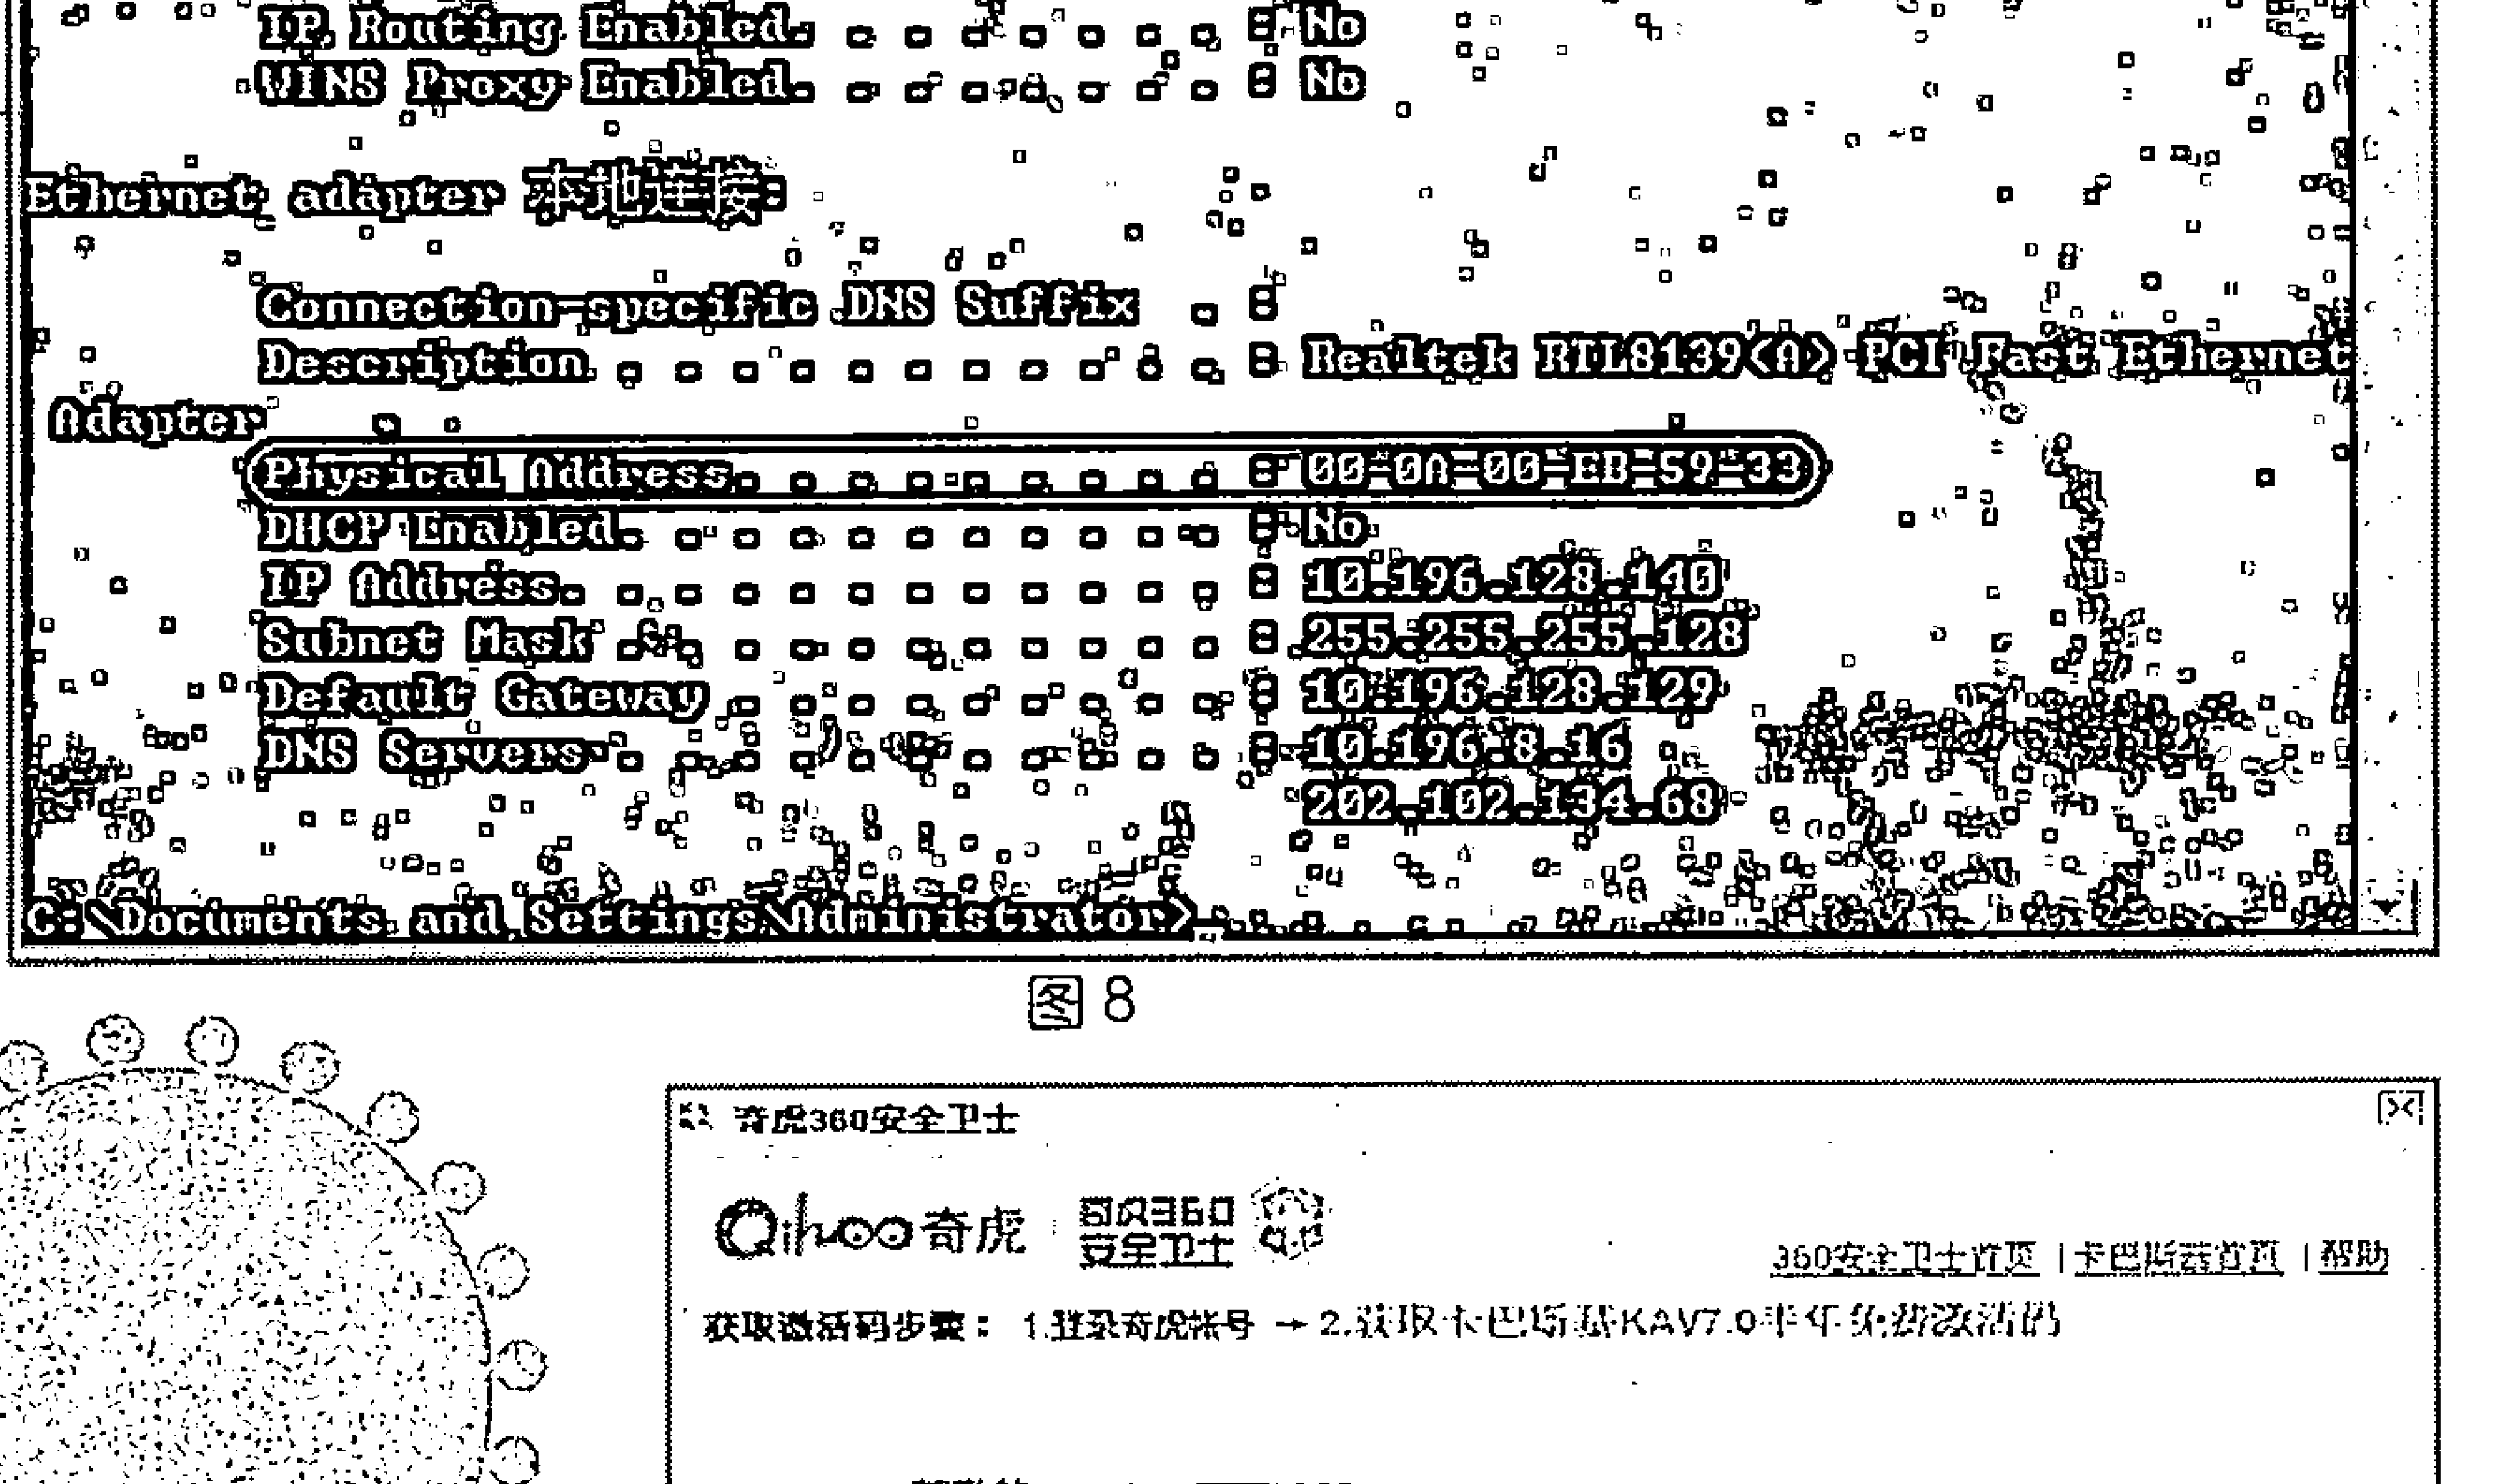 IP Routing Enabled. . . . . . . . : No
WINS Proxy Enabled. . . . . . . . : No
Ethernet adapter 本地连接:
Connection-specific DNS Suffix . :
Description . . . . . . . . . . . : Realtek RTL8139(A) PCI Fast Ethernet
Adapter
Physical Address. . . . . . . . . : 00-0A-00-EB-59-33
DHCP Enabled. . . . . . . . . . . : No
IP Address. . . . . . . . . . . . : 10.196.128.140
Subnet Mask . . . . . . . . . . . : 255.255.255.128
Default Gateway . . . . . . . . . : 10.196.128.129
DNS Servers . . . . . . . . . . . : 10.196.8.16
202.102.134.68
C:\Documents and Settings\Administrator>_
图 8
奇虎360安全卫士
Qihoo 奇虎 奇虎360
安全卫士
360安全卫士首页 | 卡巴斯基首页 | 帮助
获取激活码步骤： 1.登录奇虎帐号 → 2.获取卡巴斯基KAV7.0半年免费激活码